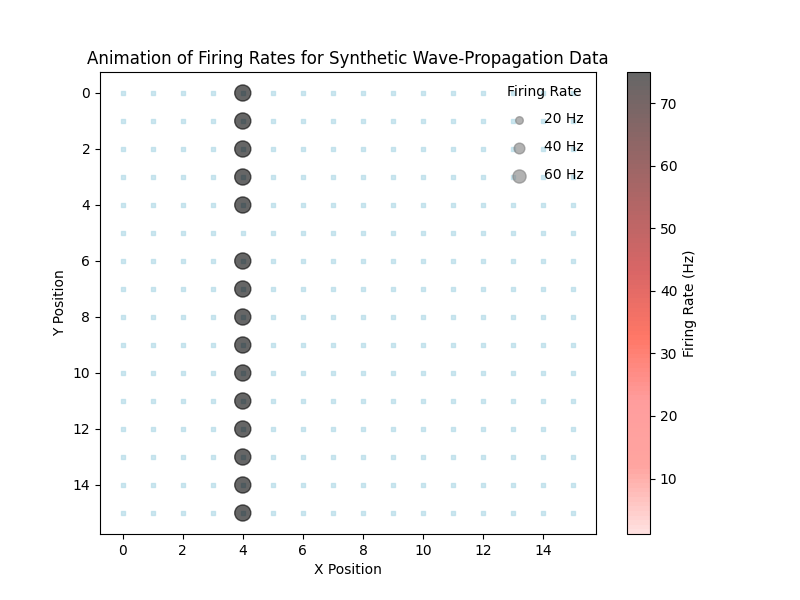 Animation of Firing Rates for Synthetic Wave-Propagation Data
Firing Rate
20 Hz
40 Hz
60 Hz
0
2
4
6
8
10
12
14
Y Position
0 2 4 6 8 10 12 14
X Position
70
60
50
40
30
20
10
Firing Rate (Hz)